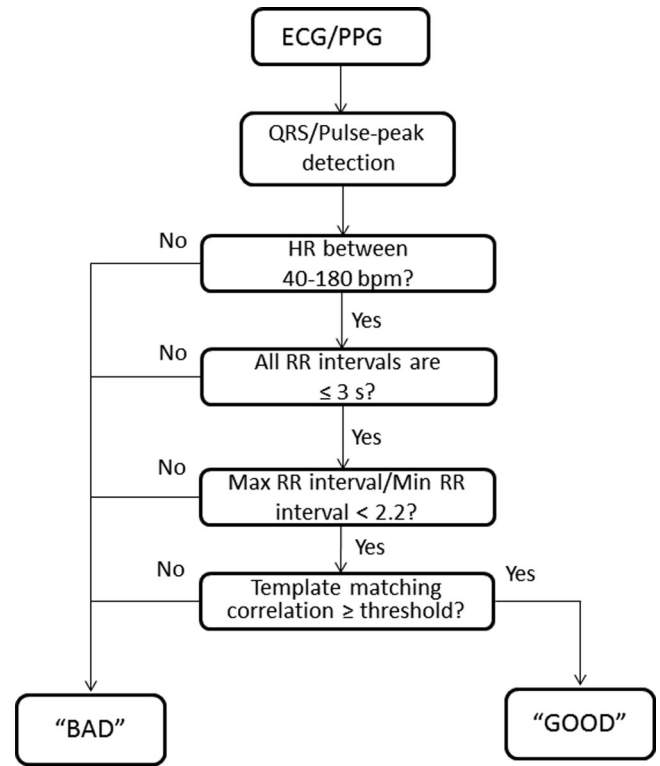 ECG/PPG
QRS/Pulse-peak
detection
No
HR between
40-180 bpm?
Yes
No
All RR intervals are
≤ 3 s?
Yes
No
Max RR interval/Min RR
interval < 2.2?
Yes
No
Template matching
correlation ≥ threshold?
Yes
“BAD”
“GOOD”